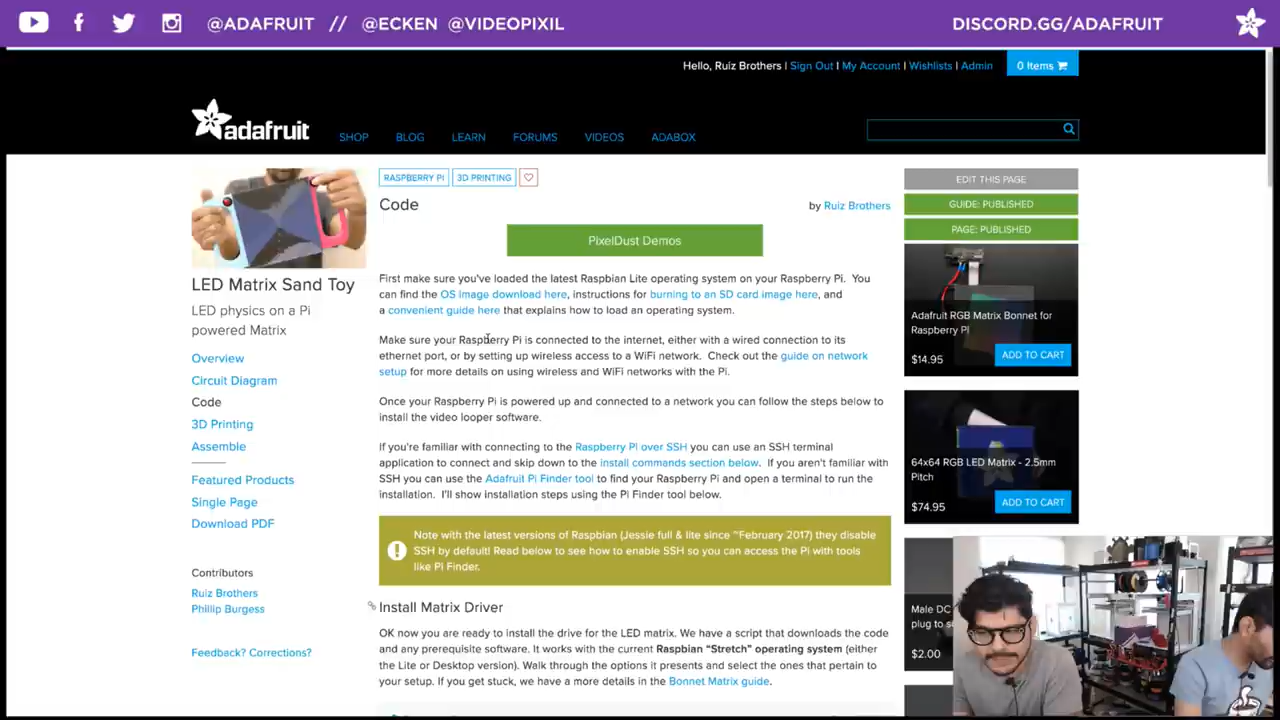 @ADAFRUIT // @ECKEN @VIDEOPIXIL
DISCORD.GG/ADAFRUIT
Hello, Ruiz Brothers | Sign Out | My Account | Wishlists | Admin
0 Items
adafruit
SHOP BLOG LEARN FORUMS VIDEOS ADABOX
LED Matrix Sand Toy
LED physics on a Pi
powered Matrix
Overview
Circuit Diagram
Code
3D Printing
Assemble
Featured Products
Single Page
Download PDF
Contributors
Ruiz Brothers
Phillip Burgess
Feedback? Corrections?
RASPBERRY PI 3D PRINTING
Code
by Ruiz Brothers
PixelDust Demos
First make sure you've loaded the latest Raspbian Lite operating system on your Raspberry Pi. You
can find the OS image download here, instructions for burning to an SD card image here, and
a convenient guide here that explains how to load an operating system.
Make sure your Raspberry Pi is connected to the internet, either with a wired connection to its
ethernet port, or by setting up wireless access to a WiFi network. Check out the guide on network
setup for more details on using wireless and WiFi networks with the Pi.
Once your Raspberry Pi is powered up and connected to a network you can follow the steps below to
install the video looper software.
If you're familiar with connecting to the Raspberry Pi over SSH you can use an SSH terminal
application to connect and skip down to the install commands section below. If you aren't familiar with
SSH you can use the Adafruit Pi Finder tool to find your Raspberry Pi and open a terminal to run the
installation. I'll show installation steps using the Pi Finder tool below.
Note with the latest versions of Raspbian (Jessie full & lite since ~February 2017) they disable
SSH by default! Read below to see how to enable SSH so you can access the Pi with tools
like Pi Finder.
Install Matrix Driver
OK now you are ready to install the drive for the LED matrix. We have a script that downloads the code
and any prerequisite software. It works with the current Raspbian “Stretch” operating system (either
the Lite or Desktop version). Walk through the options it presents and select the ones that pertain to
your setup. If you get stuck, we have a more details in the Bonnet Matrix guide.
EDIT THIS PAGE
GUIDE: PUBLISHED
PAGE: PUBLISHED
Adafruit RGB Matrix Bonnet for
Raspberry Pi
$14.95
ADD TO CART
64x64 RGB LED Matrix - 2.5mm
Pitch
$74.95
ADD TO CART
Male DC
plug to
$2.00